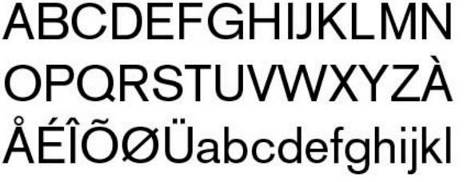 ABCDEFGHIJKLMN
OPQRSTUVWXYZÀ
ÅÉÎÕØÜabcdefghijkl